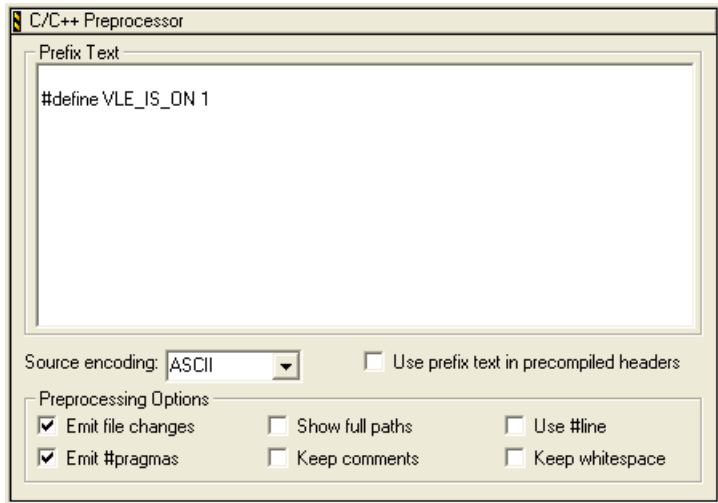 C/C++ Preprocessor
Prefix Text
#define VLE_IS_ON 1
Source encoding: ASCII Use prefix text in precompiled headers
Preprocessing Options
Emit file changes Show full paths Use #line
Emit #pragmas Keep comments Keep whitespace